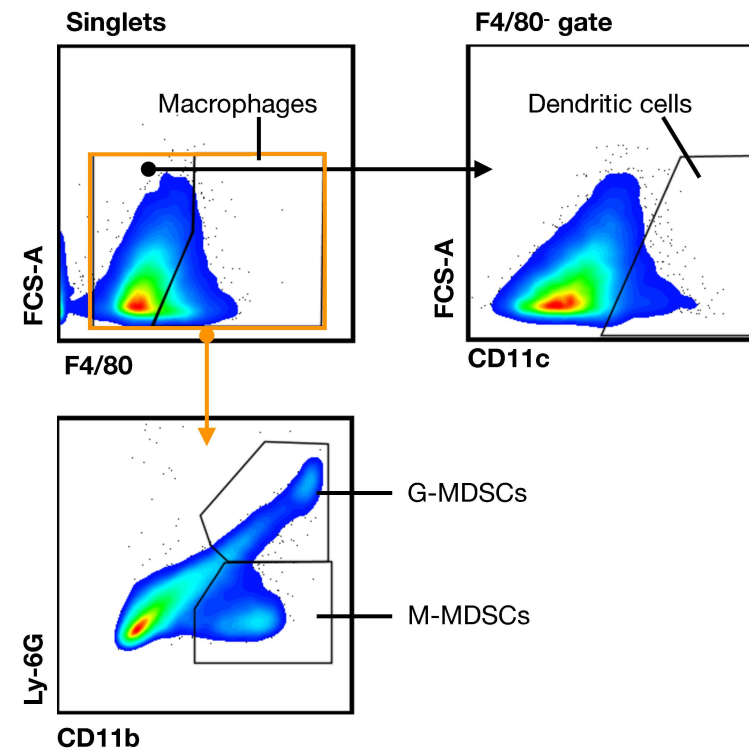 Singlets
F4/80- gate
Macrophages
Dendritic cells
FCS-A
FCS-A
F4/80
CD11c
G-MDSCs
M-MDSCs
Ly-6G
CD11b